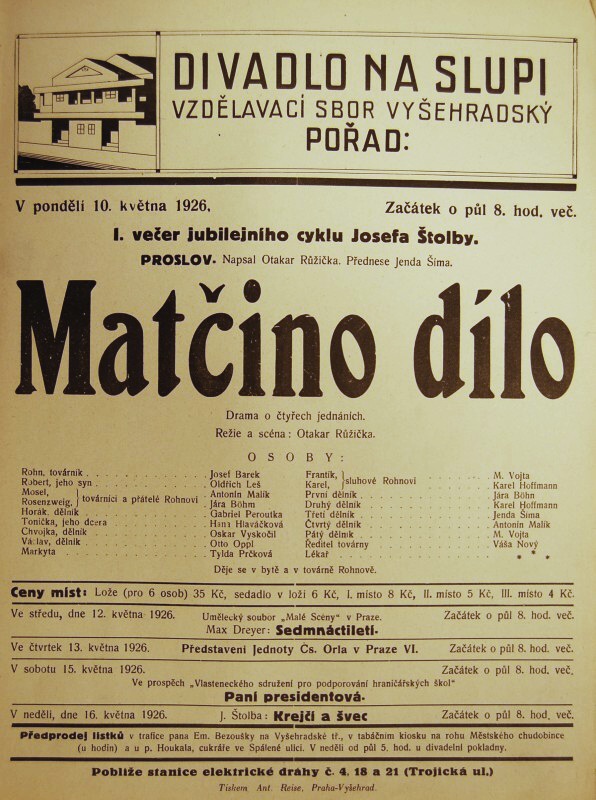 DIVADLO NA SLUPI
VZDĚLAVACÍ SBOR VYŠEHRADSKÝ
POŘAD:
V pondělí 10. května 1926.
Začátek o půl 8. hod. več.
I. večer jubilejního cyklu Josefa Štolby.
PROSLOV. Napsal Otakar Růžička. Přednese Jenda Šíma.
Matčino dílo
Drama o čtyřech jednáních.
Režie a scéna: Otakar Růžička.
OSOBY:
Rohn, továrník . . . Josef Barek
Robert, jeho syn . . . Oldřich Leš
Mosel, Rosenzweig, } továrníci a přátelé Rohnovi . Antonín Malík
Jára Böhm
Horák, dělník . . . Gabriel Peroutka
Tonička, jeho dcera . . . Hana Hlaváčková
Chvojka, dělník . . . Oskar Vyskočil
Václav, dělník . . . Otto Oppl
Markyta . . . Tylda Prčková
Frantík, Karel, } sluhové Rohnovi . . . M. Vojta
Karel Hoffmann
První dělník . . . Jára Böhn
Druhý dělník . . . Karel Hoffmann
Třetí dělník . . . Jenda Šíma
Čtvrtý dělník . . . Antonín Malík
Pátý dělník . . . M. Vojta
Ředitel továrny . . . Váša Nový
Lékař . . . * * *
Děje se v bytě a v továrně Rohnově.
Ceny míst: Lože (pro 6 osob) 35 Kč, sedadlo v loži 6 Kč, I. místo 8 Kč, II. místo 5 Kč, III. místo 4 Kč.
Ve středu, dne 12. května 1926. Umělecký soubor „Malé Scény“ v Praze. Začátek o půl 8. hod. več.
Max Dreyer: Sedmnáctiletí.
Ve čtvrtek 13. května 1926. Představení Jednoty Čs. Orla v Praze VI. Začátek o půl 8. hod. več.
V sobotu 15. května 1926. Začátek o půl 8. hod. več.
Ve prospěch „Vlasteneckého sdružení pro podporování hraničářských škol“
Paní presidentová.
V neděli, dne 16. května 1926. J. Štolba: Krejčí a švec Začátek o půl 8. hod. več.
Předprodej lístků v trafice pana Em. Bezoušky na Vyšehradské tř., v tabáčním kiosku na rohu Městského chudobince
(u hodin) a u p. Houkala, cukráře ve Spálené ulici. V neděli od půl 5. hod. u divadelní pokladny.
Poblíže stanice elektrické dráhy č. 4, 18 a 21 (Trojická ul.)
Tiskem Ant. Reise, Praha-Vyšehrad.